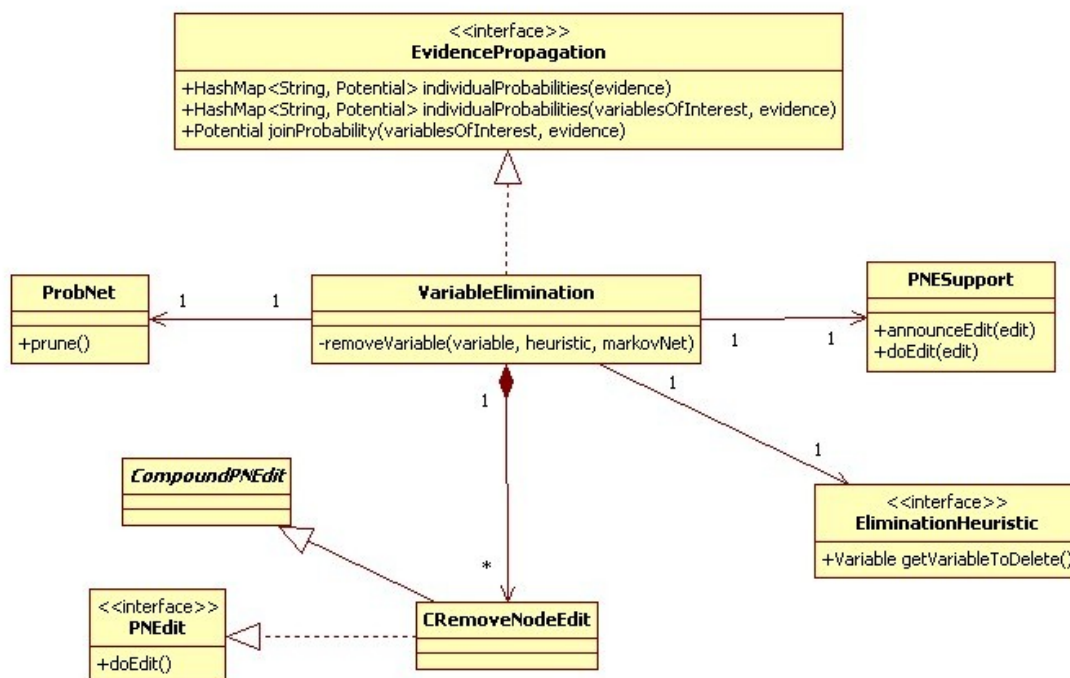 <<interface>>
EvidencePropagation
+HashMap<String, Potential> individualProbabilities(evidence)
+HashMap<String, Potential> individualProbabilities(variablesOfInterest, evidence)
+Potential joinProbability(variablesOfInterest, evidence)
ProbNet
+prune()
1
1
VariableElimination
-removeVariable(variable, heuristic, markovNet)
1
1
PNESupport
+announceEdit(edit)
+doEdit(edit)
1
*
1
1
CompoundPNEdit
<<interface>>
EliminationHeuristic
+Variable getVariableToDelete()
<<interface>>
PNEdit
+doEdit()
CRemoveNodeEdit